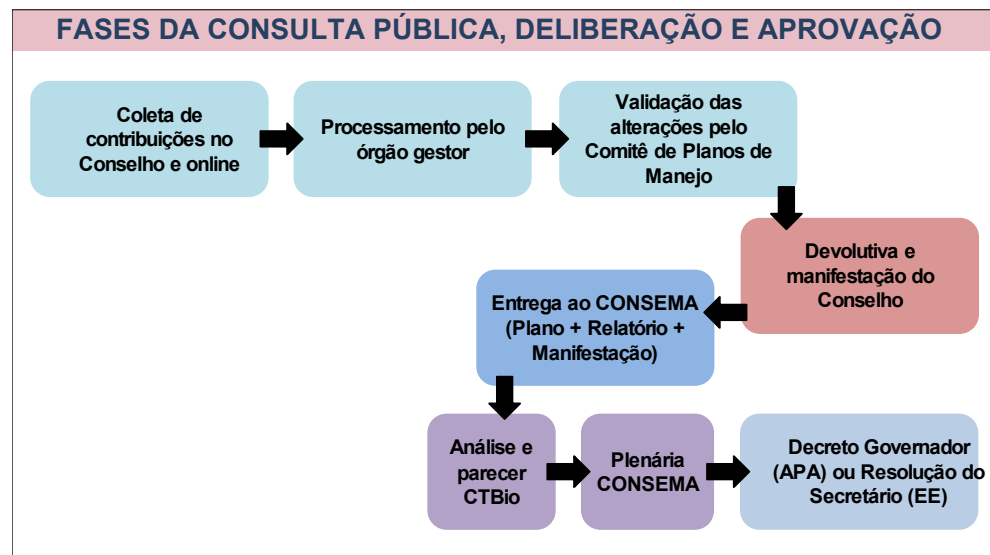 FASES DA CONSULTA PÚBLICA, DELIBERAÇÃO E APROVAÇÃO
Coleta de
contribuições no
Conselho e online
Processamento pelo
órgão gestor
Validação das
alterações pelo
Comitê de Planos de
Manejo
Devolutiva e
manifestação do
Conselho
Entrega ao CONSEMA
(Plano + Relatório +
Manifestação)
Análise e
parecer
CTBio
Plenária
CONSEMA
Decreto Governador
(APA) ou Resolução do
Secretário (EE)